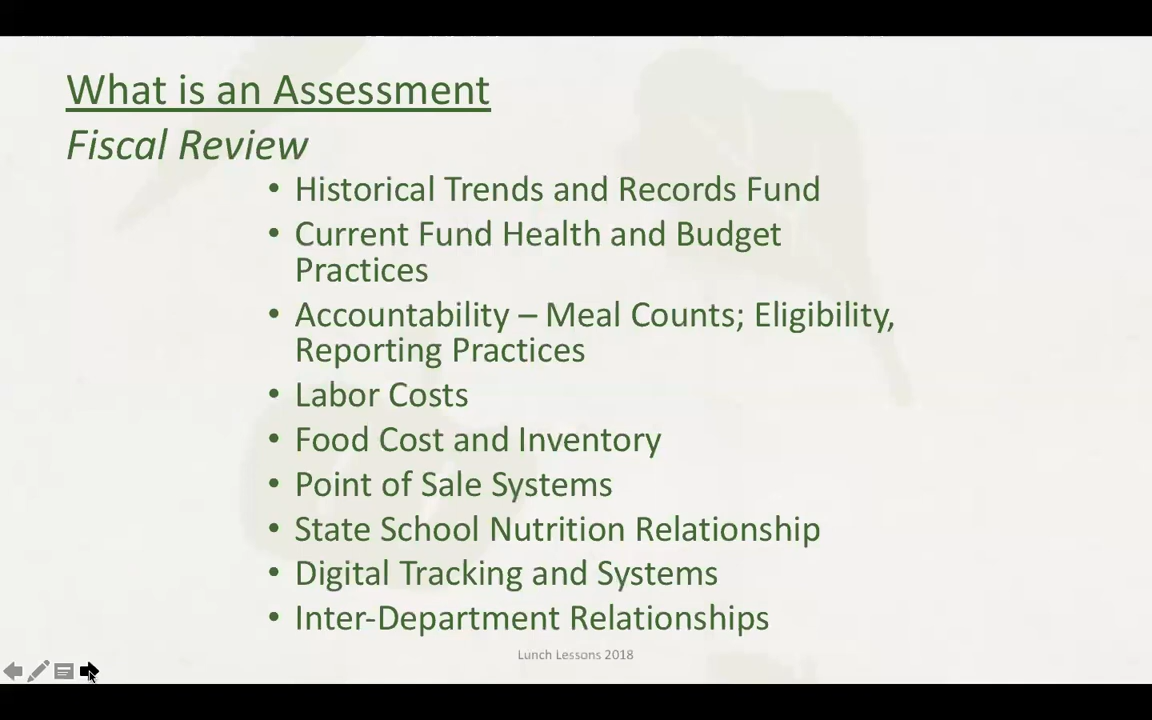 What is an Assessment
Fiscal Review
• Historical Trends and Records Fund
• Current Fund Health and Budget
Practices
• Accountability – Meal Counts; Eligibility,
Reporting Practices
• Labor Costs
• Food Cost and Inventory
• Point of Sale Systems
• State School Nutrition Relationship
• Digital Tracking and Systems
• Inter-Department Relationships
Lunch Lessons 2018